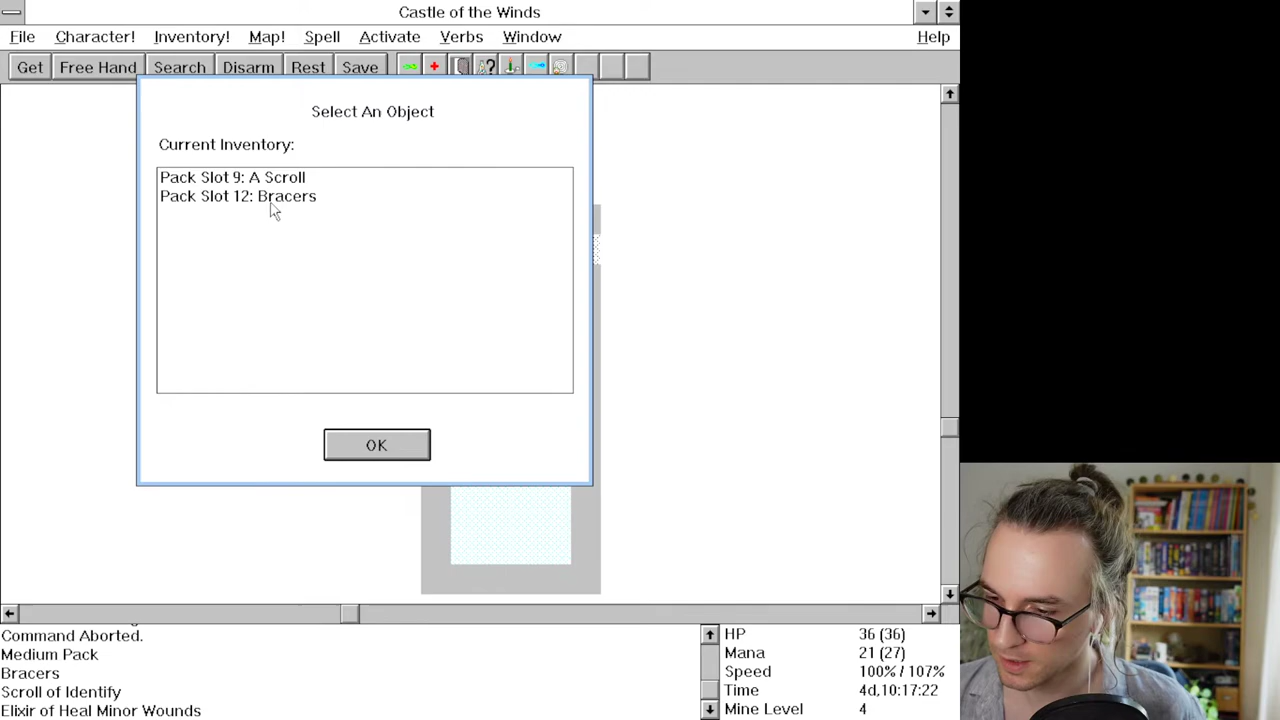 Castle of the Winds
File Character! Inventory! Map! Spell Activate Verbs Window Help
Get Free Hand Search Disarm Rest Save
Select An Object
Current Inventory:
Pack Slot 9: A Scroll
Pack Slot 12: Bracers
OK
Command Aborted.
Medium Pack
Bracers
Scroll of Identify
Elixir of Heal Minor Wounds
HP 36 (36)
Mana 21 (27)
Speed 100% / 107%
Time 4d,10:17:22
Mine Level 4